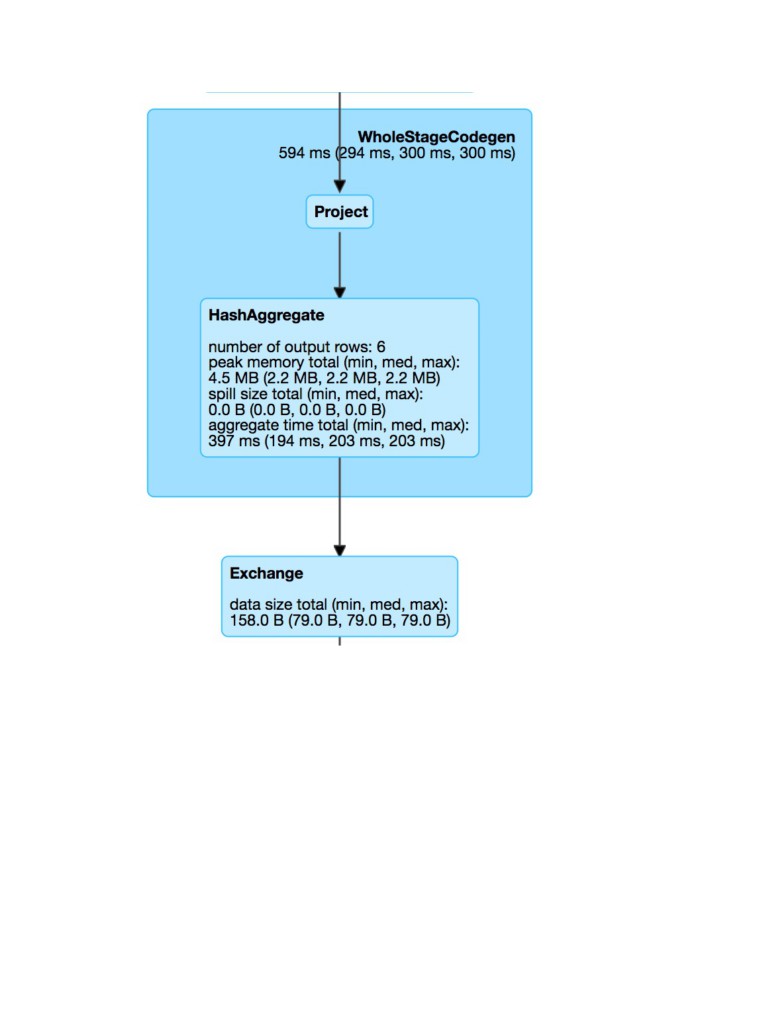 WholeStageCodegen
594 ms (294 ms, 300 ms, 300 ms)
Project
HashAggregate
number of output rows: 6
peak memory total (min, med, max):
4.5 MB (2.2 MB, 2.2 MB, 2.2 MB)
spill size total (min, med, max):
0.0 B (0.0 B, 0.0 B, 0.0 B)
aggregate time total (min, med, max):
397 ms (194 ms, 203 ms, 203 ms)
Exchange
data size total (min, med, max):
158.0 B (79.0 B, 79.0 B, 79.0 B)